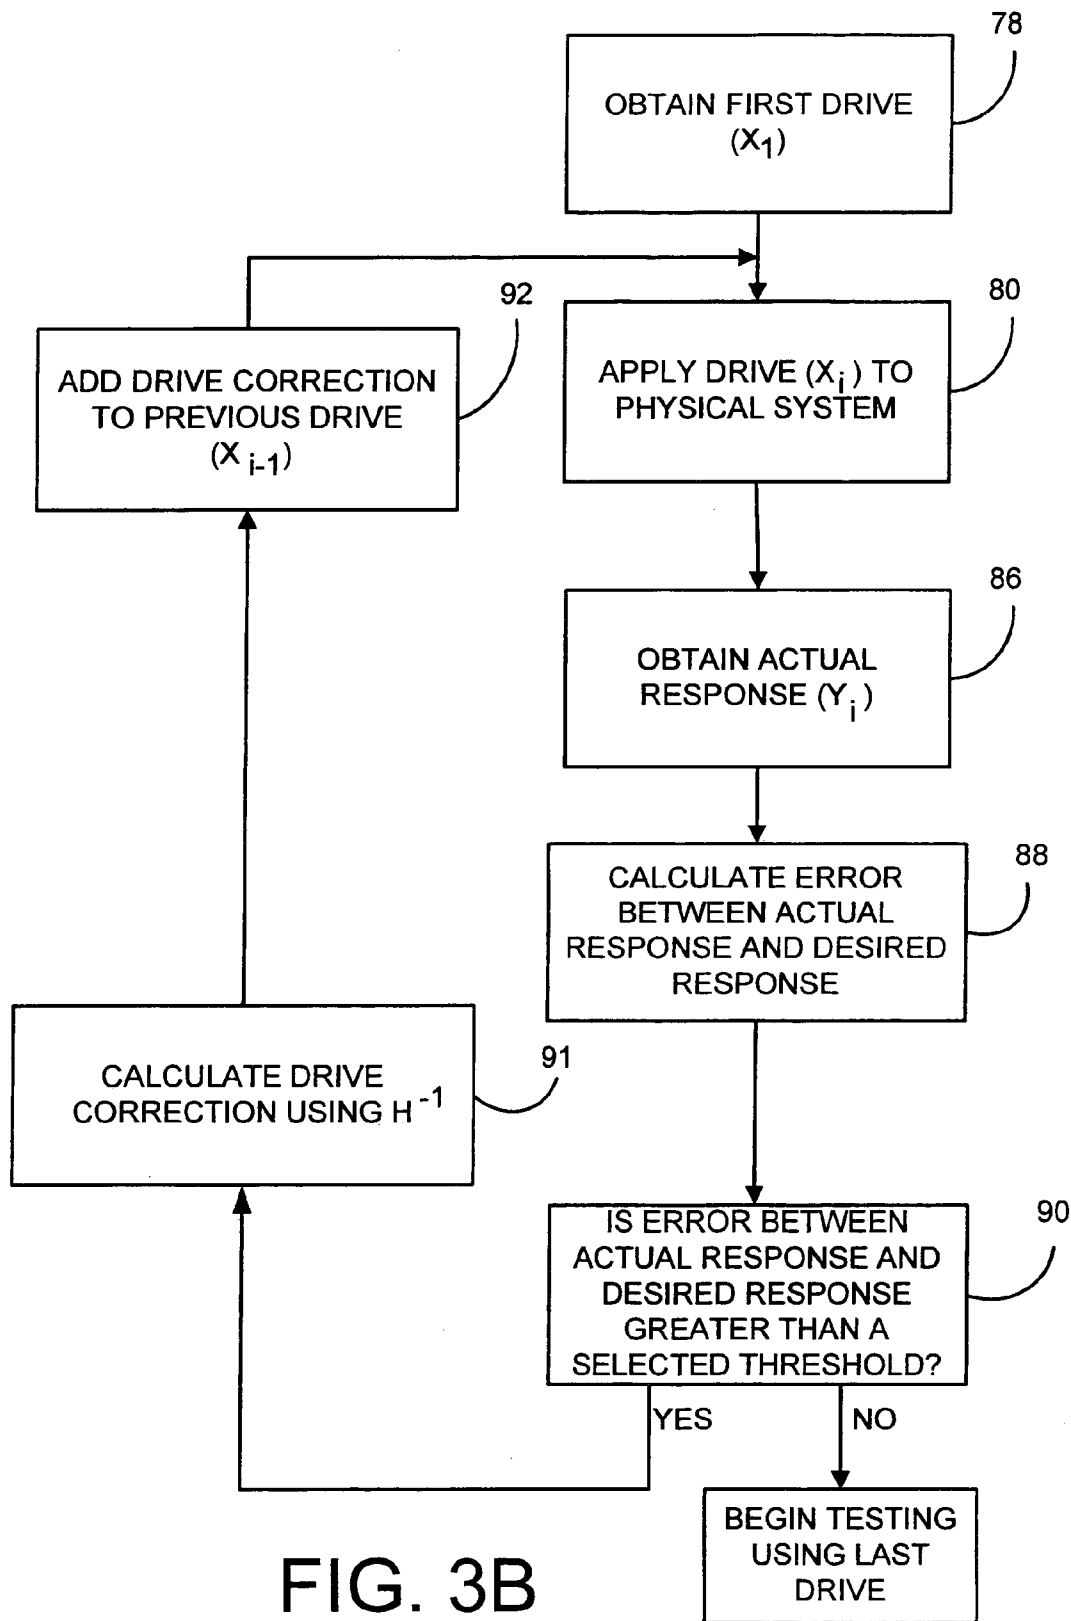 78
OBTAIN FIRST DRIVE
(X1)
92
80
ADD DRIVE CORRECTION
TO PREVIOUS DRIVE
(X i-1)
APPLY DRIVE (Xi) TO
PHYSICAL SYSTEM
86
OBTAIN ACTUAL
RESPONSE (Yi)
88
CALCULATE ERROR
BETWEEN ACTUAL
RESPONSE AND DESIRED
RESPONSE
91
CALCULATE DRIVE
CORRECTION USING H-1
90
IS ERROR BETWEEN
ACTUAL RESPONSE AND
DESIRED RESPONSE
GREATER THAN A
SELECTED THRESHOLD?
YES
NO
BEGIN TESTING
USING LAST
DRIVE
FIG. 3B